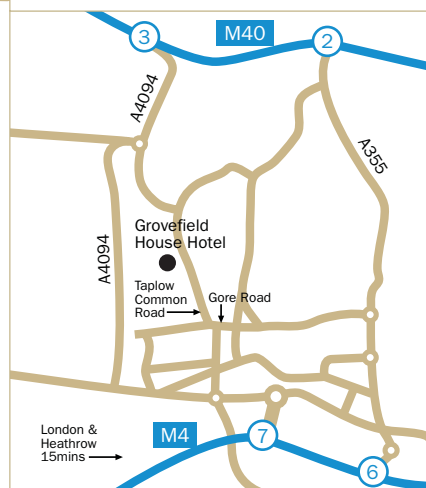 3
M40
2
A4094
A355
Grovefield
House Hotel
A4094
Taplow
Common
Road
Gore Road
London &
Heathrow
15mins
M4
7
6